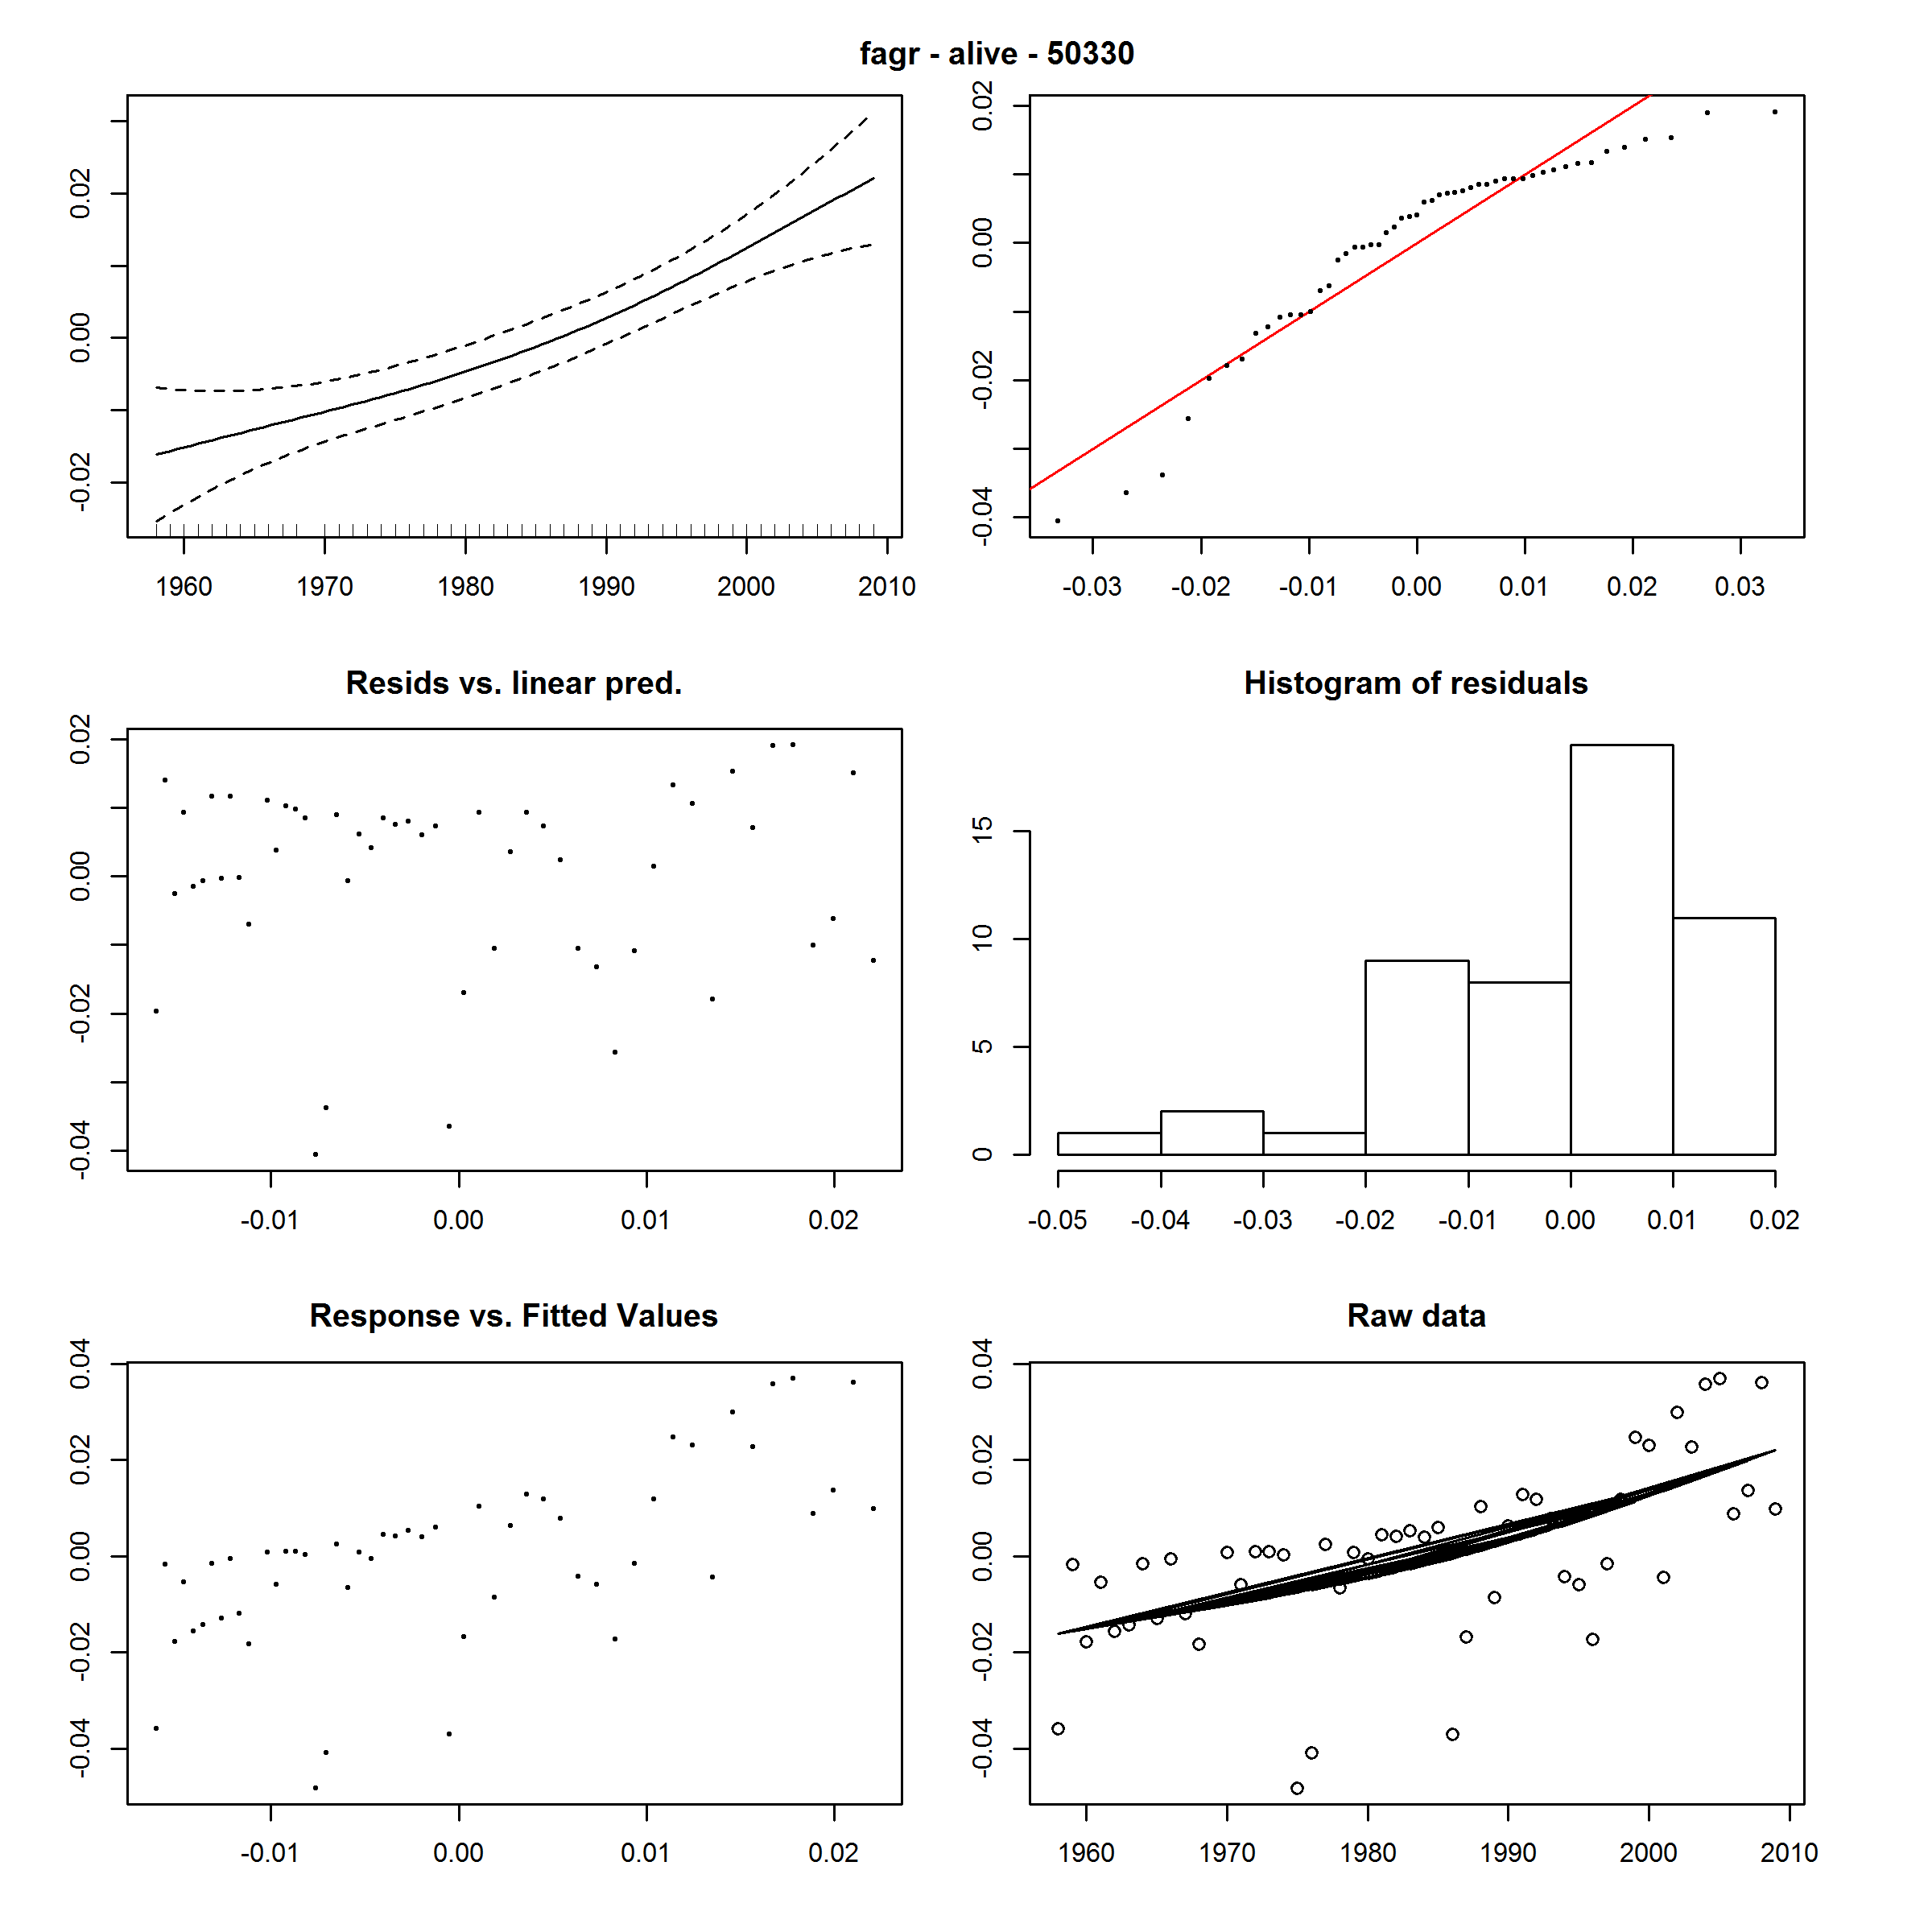 fagr - alive - 50330
0.02
0.00
-0.02
1960 1970 1980 1990 2000 2010
0.02
0.00
-0.02
-0.04
-0.03 -0.02 -0.01 0.00 0.01 0.02 0.03
Resids vs. linear pred.
0.02
0.00
-0.02
-0.04
-0.01 0.00 0.01 0.02
Histogram of residuals
15
10
5
0
-0.05 -0.04 -0.03 -0.02 -0.01 0.00 0.01 0.02
Response vs. Fitted Values
0.04
0.02
0.00
-0.02
-0.04
-0.01 0.00 0.01 0.02
Raw data
0.04
0.02
0.00
-0.02
-0.04
1960 1970 1980 1990 2000 2010